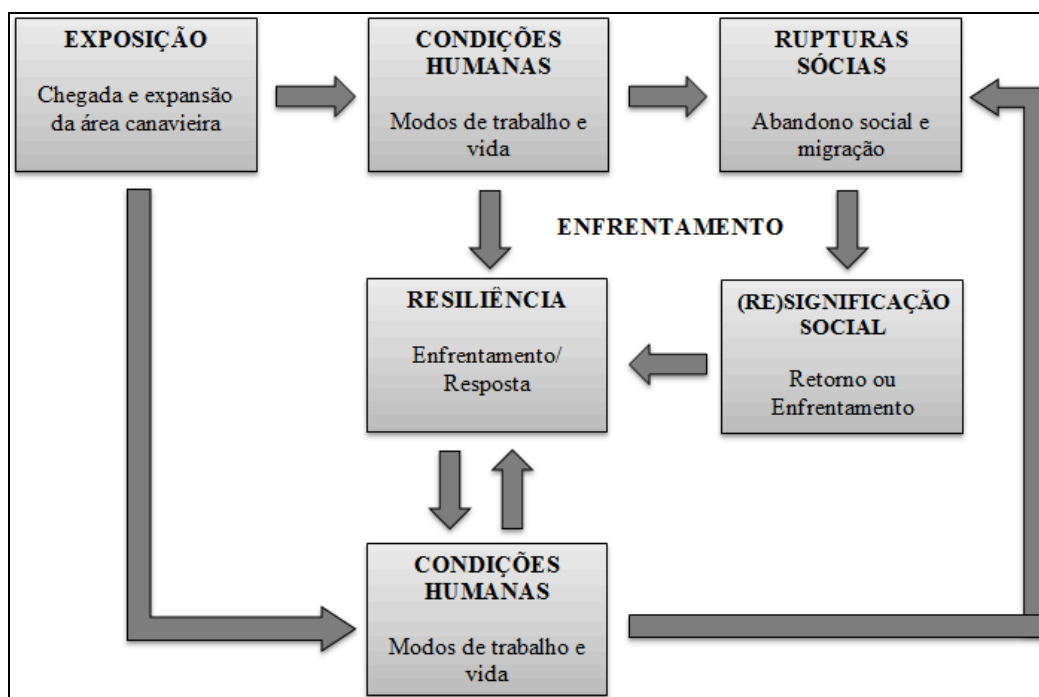 EXPOSIÇÃO
Chegada e expansão
da área canavieira
CONDIÇÕES
HUMANAS
Modos de trabalho e
vida
RUPTURAS
SÓCIAS
Abandono social e
migração
ENFRENTAMENTO
RESILIÊNCIA
Enfrentamento/
Resposta
(RE)SIGNIFICAÇÃO
SOCIAL
Retorno ou
Enfrentamento
CONDIÇÕES
HUMANAS
Modos de trabalho e
vida